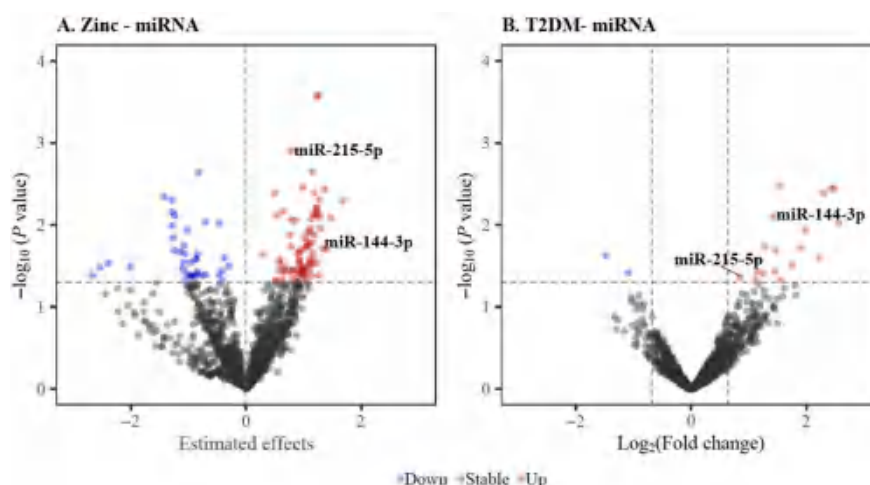 A. Zinc - miRNA
B. T2DM- miRNA
4
3
2
1
0
−log₁₀ (P value)
miR-215-5p
miR-144-3p
−2
0
2
Estimated effects
4
3
2
1
0
−log₁₀ (P value)
miR-144-3p
miR-215-5p
−2
0
2
Log₂(Fold change)
Down Stable Up